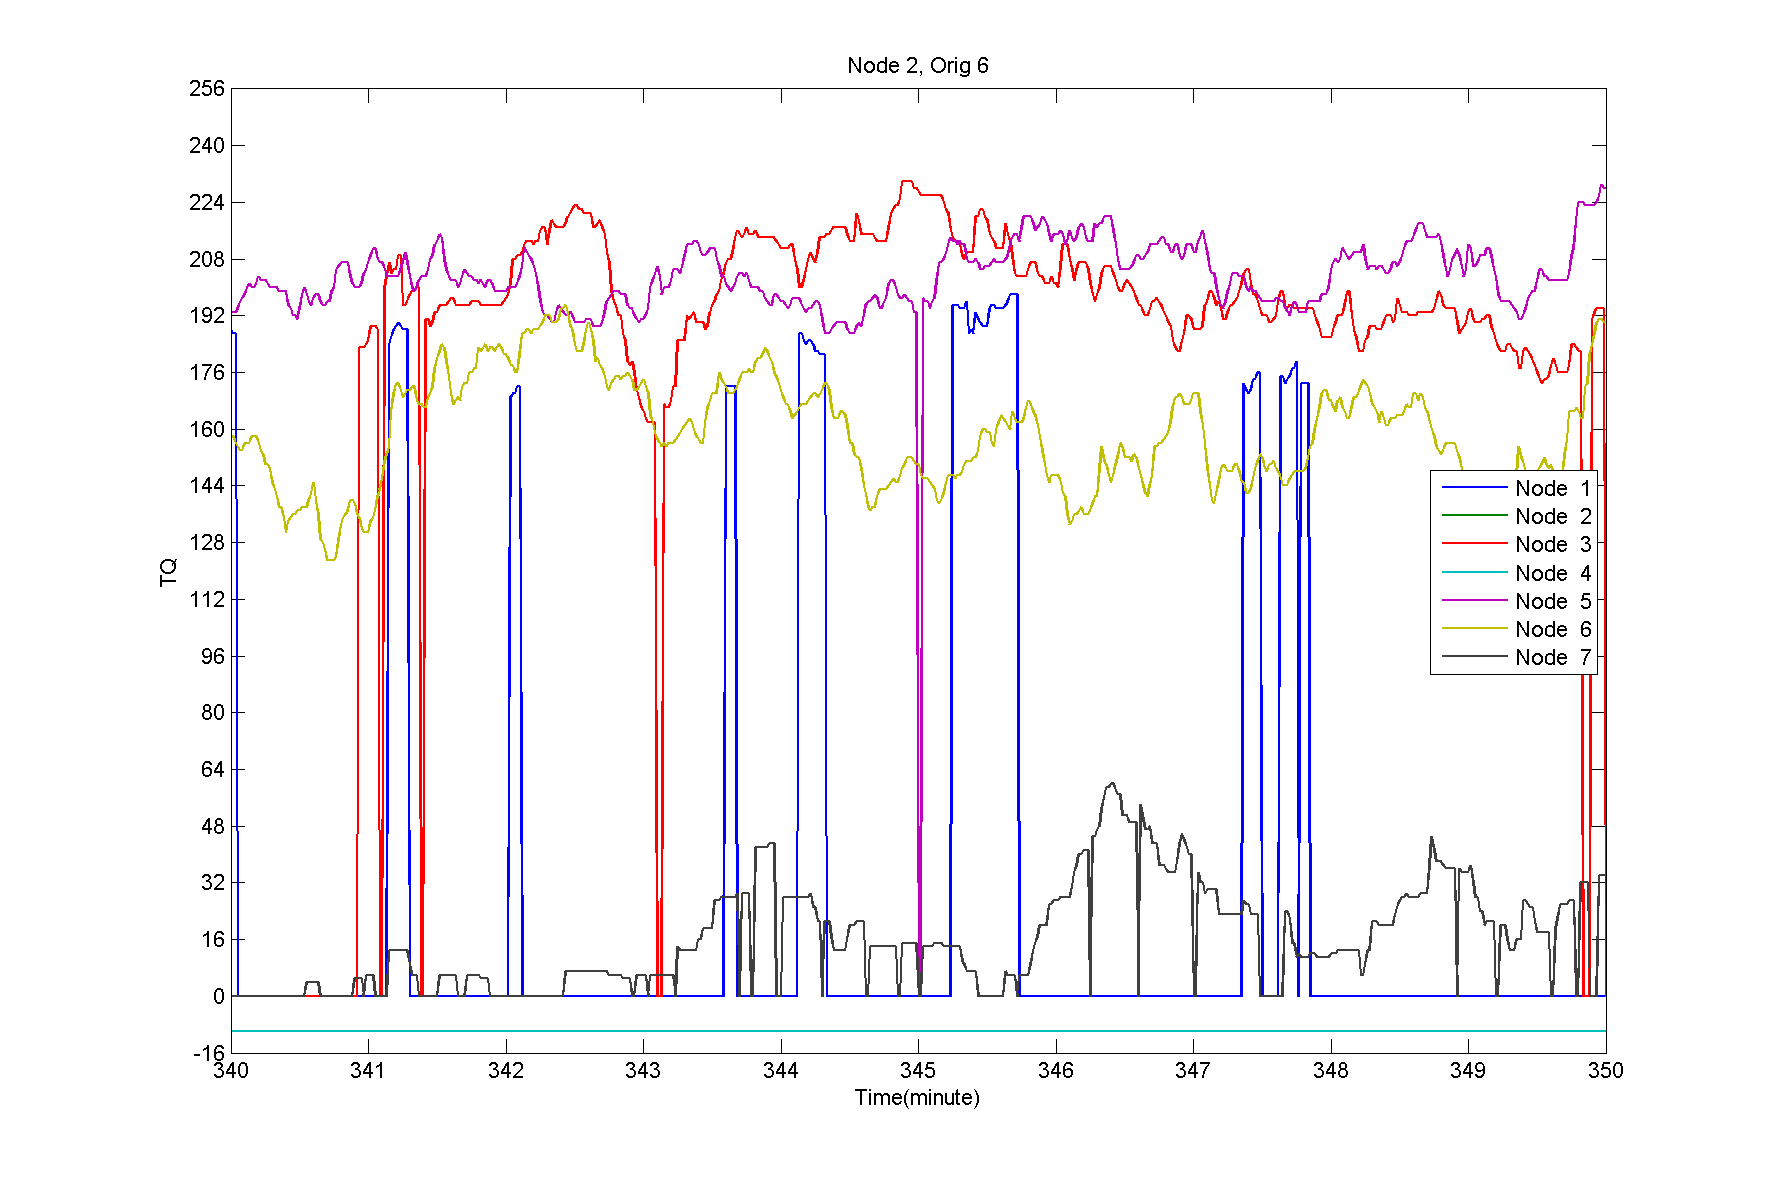 Node 2, Orig 6
256
240
224
208
192
176
160
144
128
112
96
80
64
48
32
16
0
-16
TQ
340 341 342 343 344 345 346 347 348 349 350
Time(minute)
Node 1
Node 2
Node 3
Node 4
Node 5
Node 6
Node 7